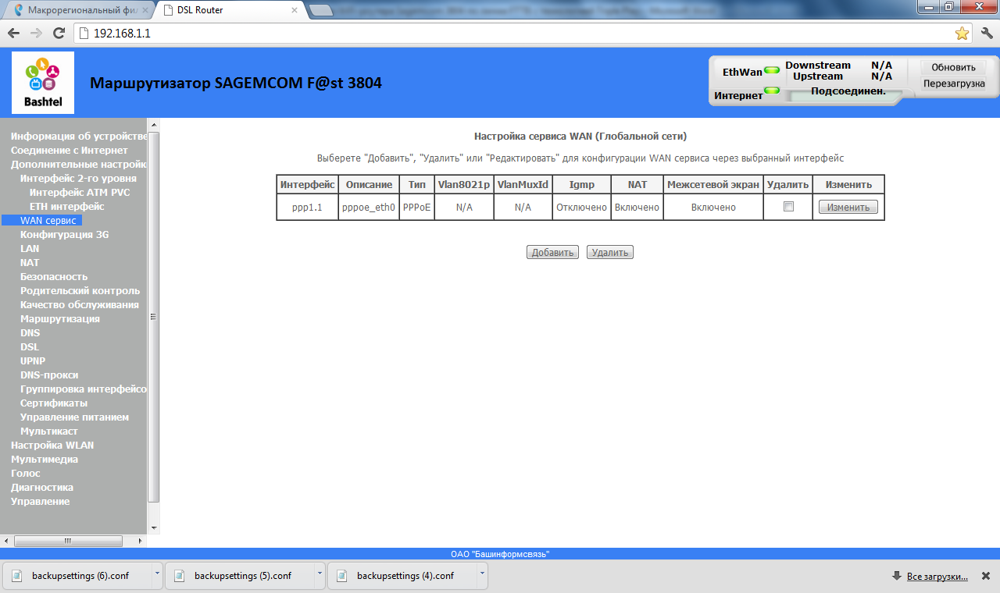 Макрорегиональный фил
DSL Router
192.168.1.1
Bashtel
Маршрутизатор SAGEMCOM F@st 3804
EthWan
Downstream N/A
Upstream N/A
Интернет
Подсоединен.
Обновить
Перезагрузка
Информация об устройстве
Соединение с Интернет
Дополнительные настройк
Интерфейс 2-го уровня
Интерфейс ATM PVC
ETH интерфейс
WAN сервис
Конфигурация 3G
LAN
NAT
Безопасность
Родительский контроль
Качество обслуживания
Маршрутизация
DNS
DSL
UPNP
DNS-прокси
Группировка интерфейсо
Сертификаты
Управление питанием
Мультикаст
Настройка WLAN
Мультимедиа
Голос
Диагностика
Управление
Настройка сервиса WAN (Глобальной сети)
Выберете "Добавить", "Удалить" или "Редактировать" для конфигурации WAN сервиса через выбранный интерфейс
Интерфейс Описание Тип Vlan8021p VlanMuxId Igmp NAT Межсетевой экран Удалить Изменить
ppp1.1 pppoe_eth0 PPPoE N/A N/A Отключено Включено Включено Изменить
Добавить Удалить
ОАО "Башинформсвязь"
backupsettings (6).conf
backupsettings (5).conf
backupsettings (4).conf
Все загрузки...